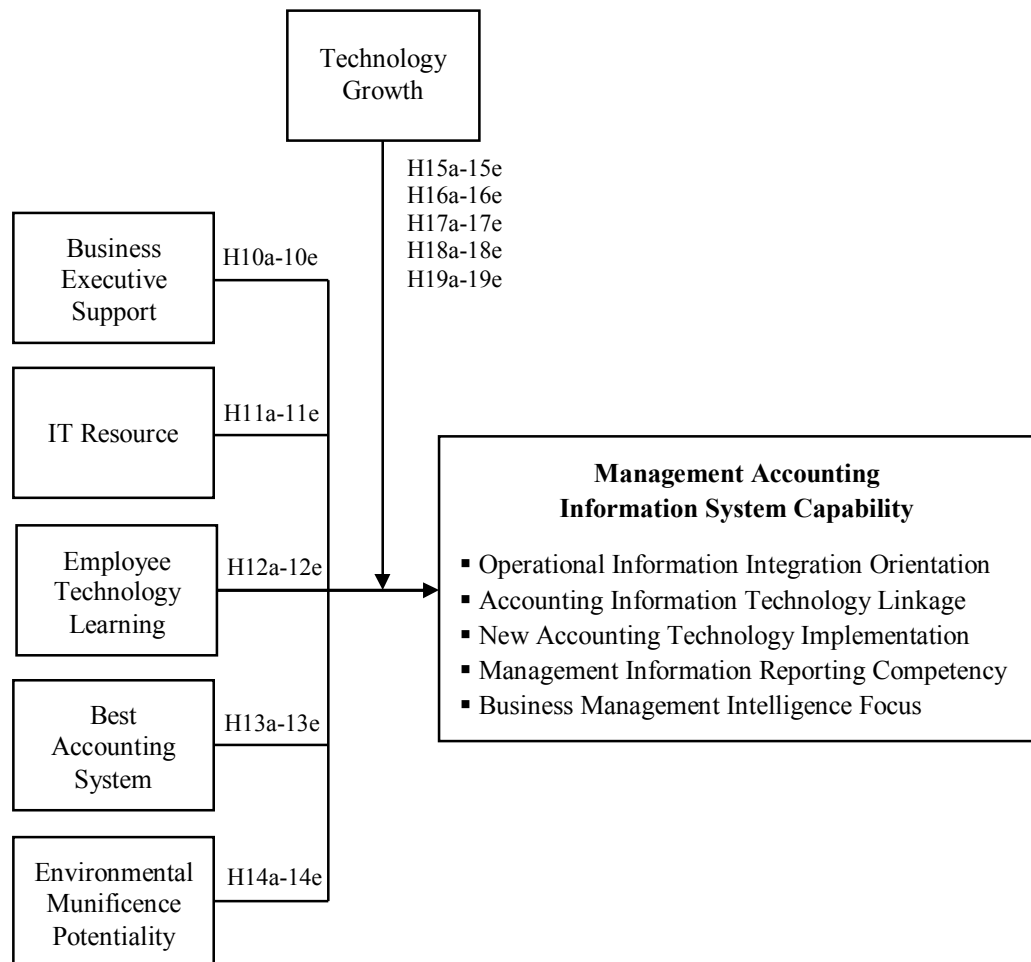 Technology
Growth
H15a-15e
H16a-16e
H17a-17e
H18a-18e
H19a-19e
Business
Executive
Support
H10a-10e
IT Resource
H11a-11e
Employee
Technology
Learning
H12a-12e
Best
Accounting
System
H13a-13e
Environmental
Munificence
Potentiality
H14a-14e
Management Accounting
Information System Capability
▪ Operational Information Integration Orientation
▪ Accounting Information Technology Linkage
▪ New Accounting Technology Implementation
▪ Management Information Reporting Competency
▪ Business Management Intelligence Focus